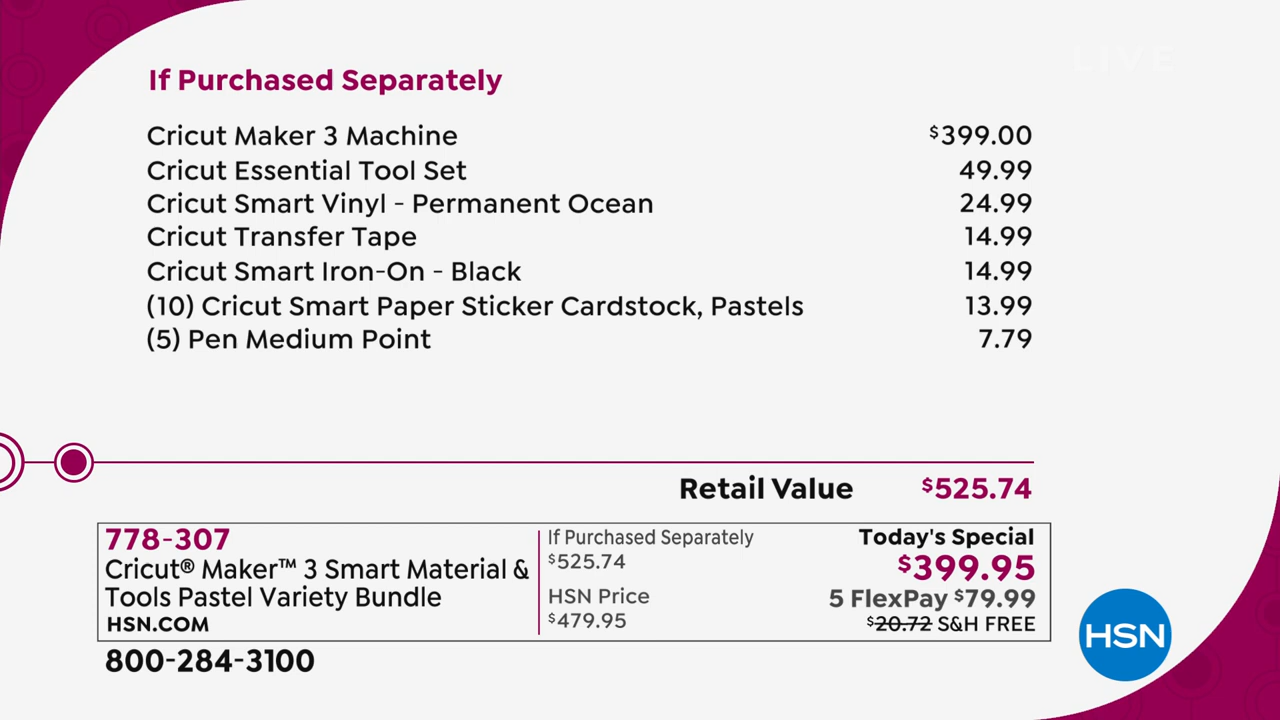 LIVE
If Purchased Separately
Cricut Maker 3 Machine $399.00
Cricut Essential Tool Set 49.99
Cricut Smart Vinyl - Permanent Ocean 24.99
Cricut Transfer Tape 14.99
Cricut Smart Iron-On - Black 14.99
(10) Cricut Smart Paper Sticker Cardstock, Pastels 13.99
(5) Pen Medium Point 7.79
Retail Value $525.74
778-307
Cricut® Maker™ 3 Smart Material &
Tools Pastel Variety Bundle
HSN.COM
If Purchased Separately
$525.74
HSN Price
$479.95
Today's Special
$399.95
5 FlexPay $79.99
$20.72 S&H FREE
800-284-3100
HSN